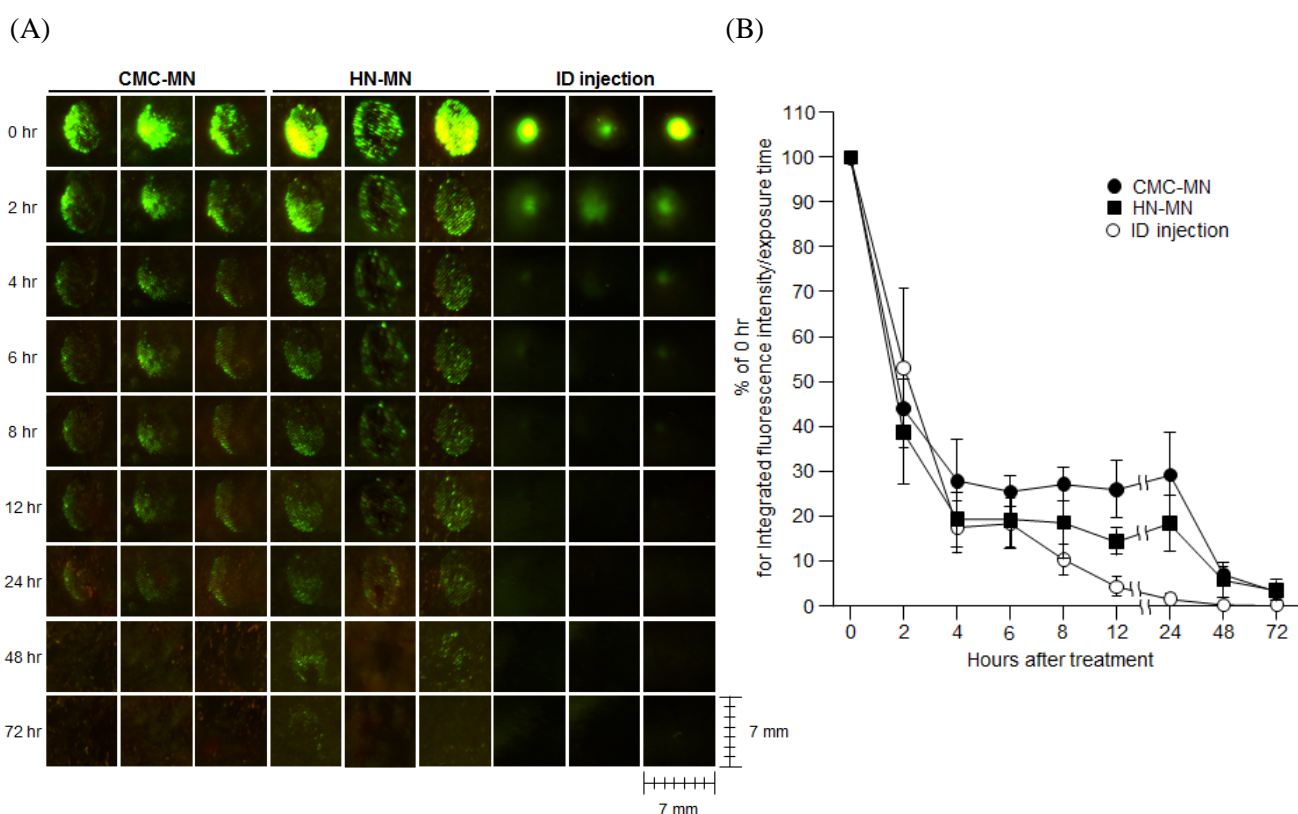 (A)
CMC-MN HN-MN ID injection
0 hr
2 hr
4 hr
6 hr
8 hr
12 hr
24 hr
48 hr
72 hr
7 mm
7 mm
(B)
% of 0 hr
for Integrated fluorescence intensity/exposure time
110
100
90
80
70
60
50
40
30
20
10
0
CMC-MN
HN-MN
ID injection
0 2 4 6 8 12 24 48 72
Hours after treatment